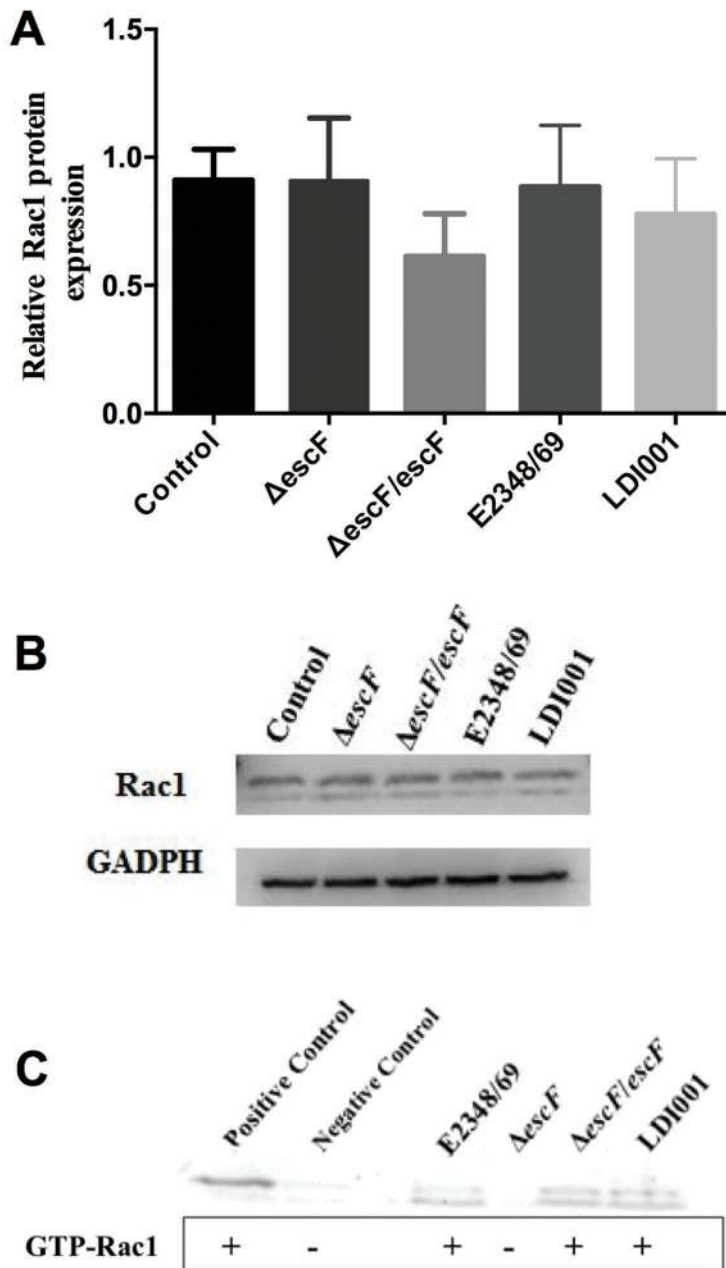 A
1.5
1.0
0.5
0.0
Relative Rac1 protein
expression
Control
ΔescF
ΔescF/escF
E2348/69
LDI001
B
Control
ΔescF
ΔescF/escF
E2348/69
LDI001
Rac1
GADPH
C
Positive Control
Negative Control
E2348/69
ΔescF
ΔescF/escF
LDI001
GTP-Rac1 + - + - + +